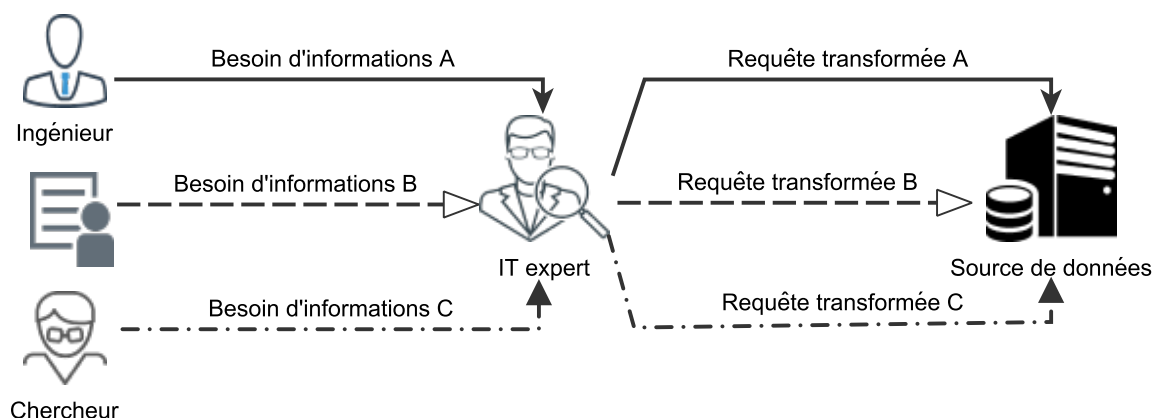 Besoin d'informations A
Requête transformée A
Ingénieur
Besoin d'informations B
Requête transformée B
IT expert
Source de données
Besoin d'informations C
Requête transformée C
Chercheur